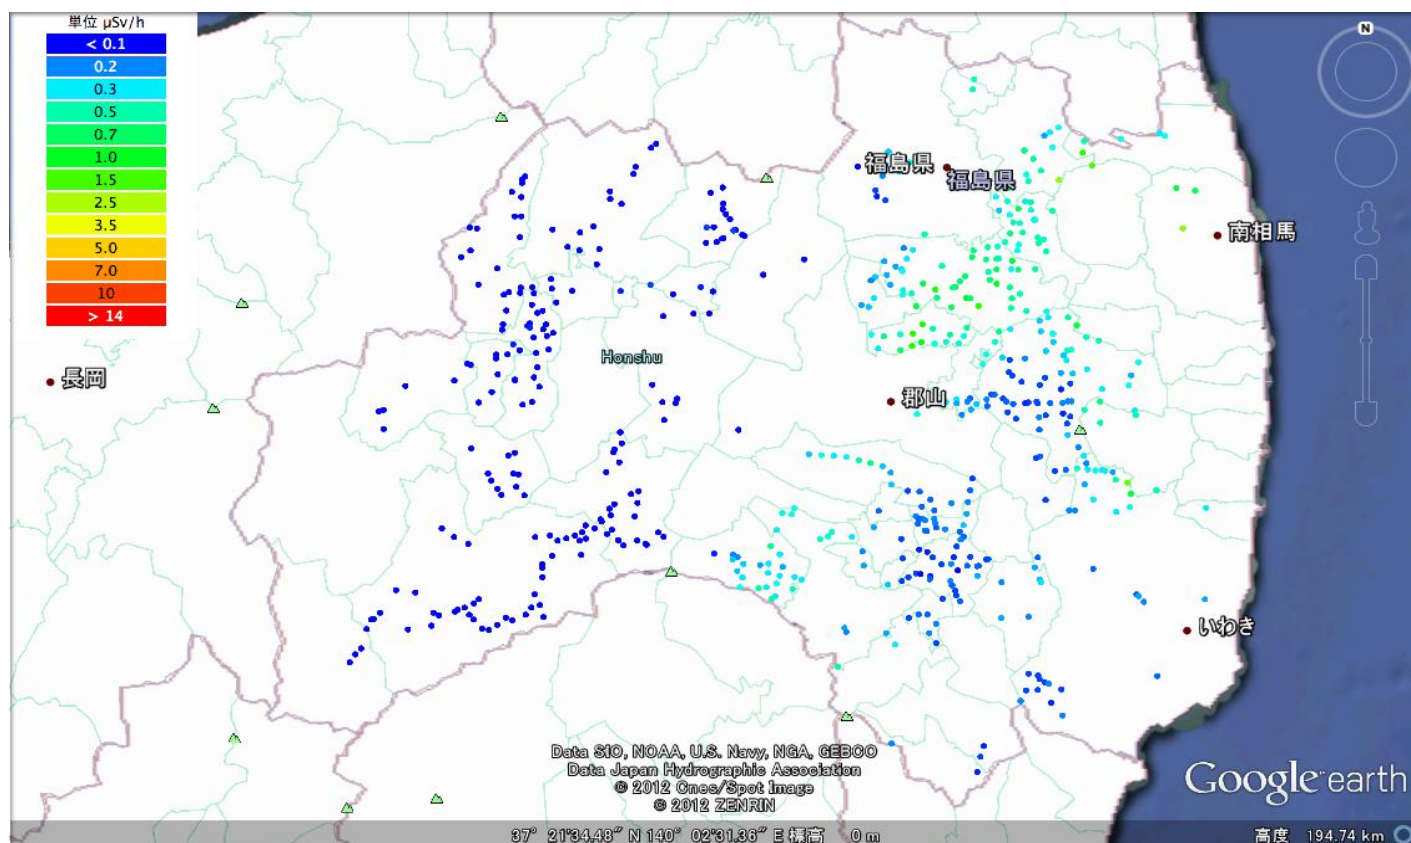 単位 μSv/h
< 0.1
0.2
0.3
0.5
0.7
1.0
1.5
2.5
3.5
5.0
7.0
10
> 14
N
福島県
福島県
南相馬
Honshu
長岡
郡山
いわき
Data SIO, NOAA, U.S. Navy, NGA, GEBCO
Data Japan Hydrographic Association
© 2012 Cnes/Spot Image
© 2012 ZENRIN
Google earth
37° 21'34.48" N 140° 02'31.36" E 標高 0 m
高度 194.74 km